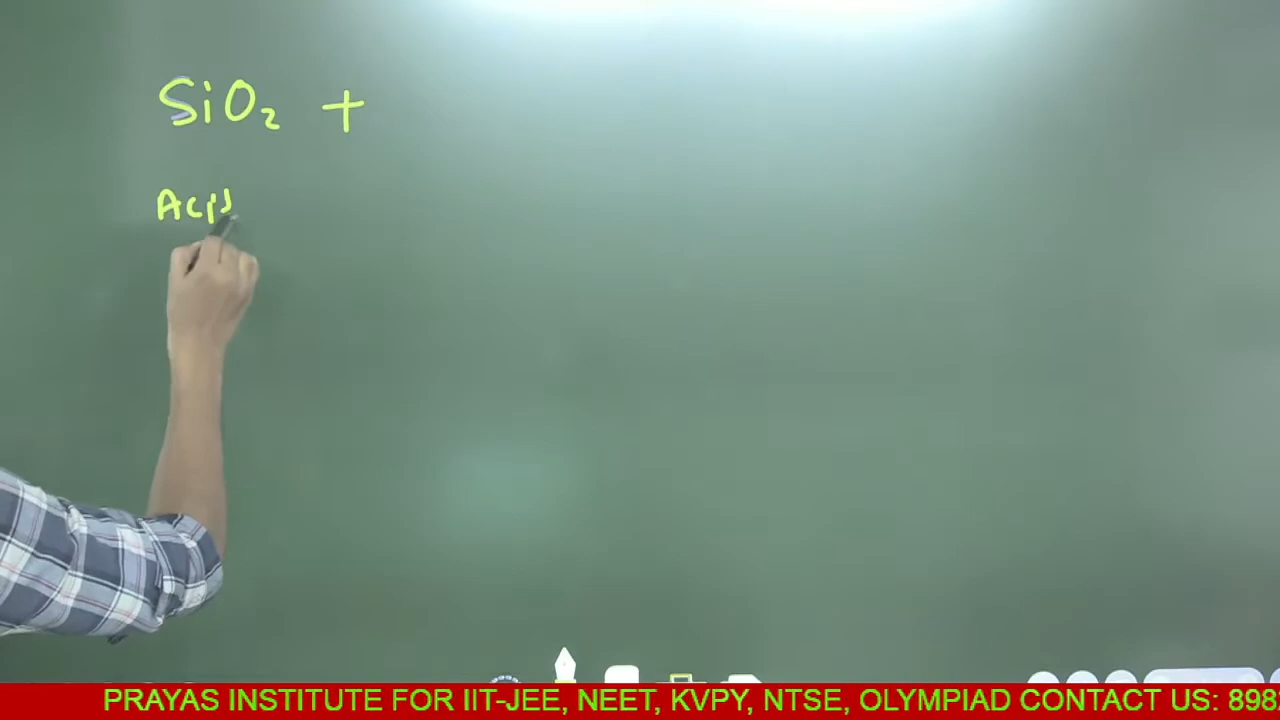 SiO₂ +
Acid
PRAYAS INSTITUTE FOR IIT-JEE, NEET, KVPY, NTSE, OLYMPIAD CONTACT US: 898